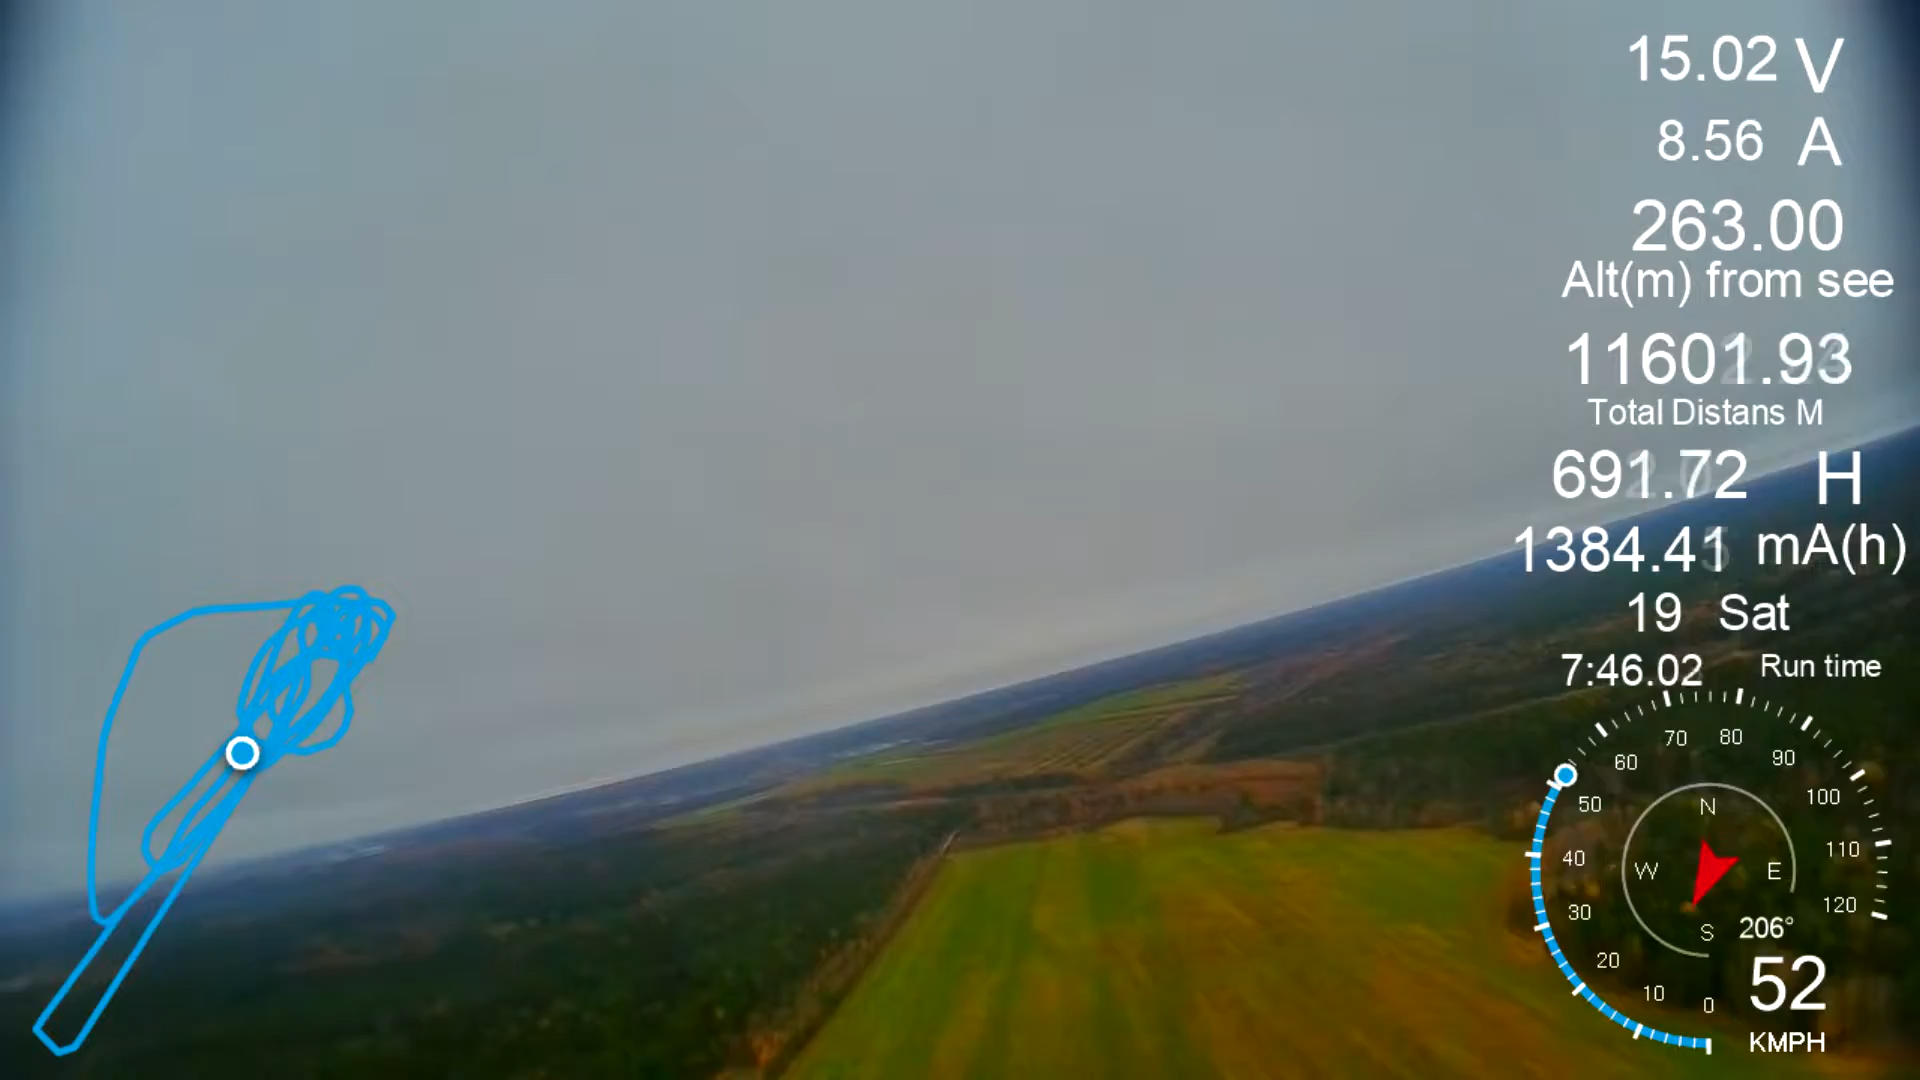 15.02 V
8.56 A
263.00
Alt(m) from see
11601.93
Total Distans M
691.72 H
1384.41 mA(h)
19 Sat
7:46.02 Run time
70 80
60 90
50 100
N
40 W E 110
30 120
S 206°
20 52
10 0
KMPH